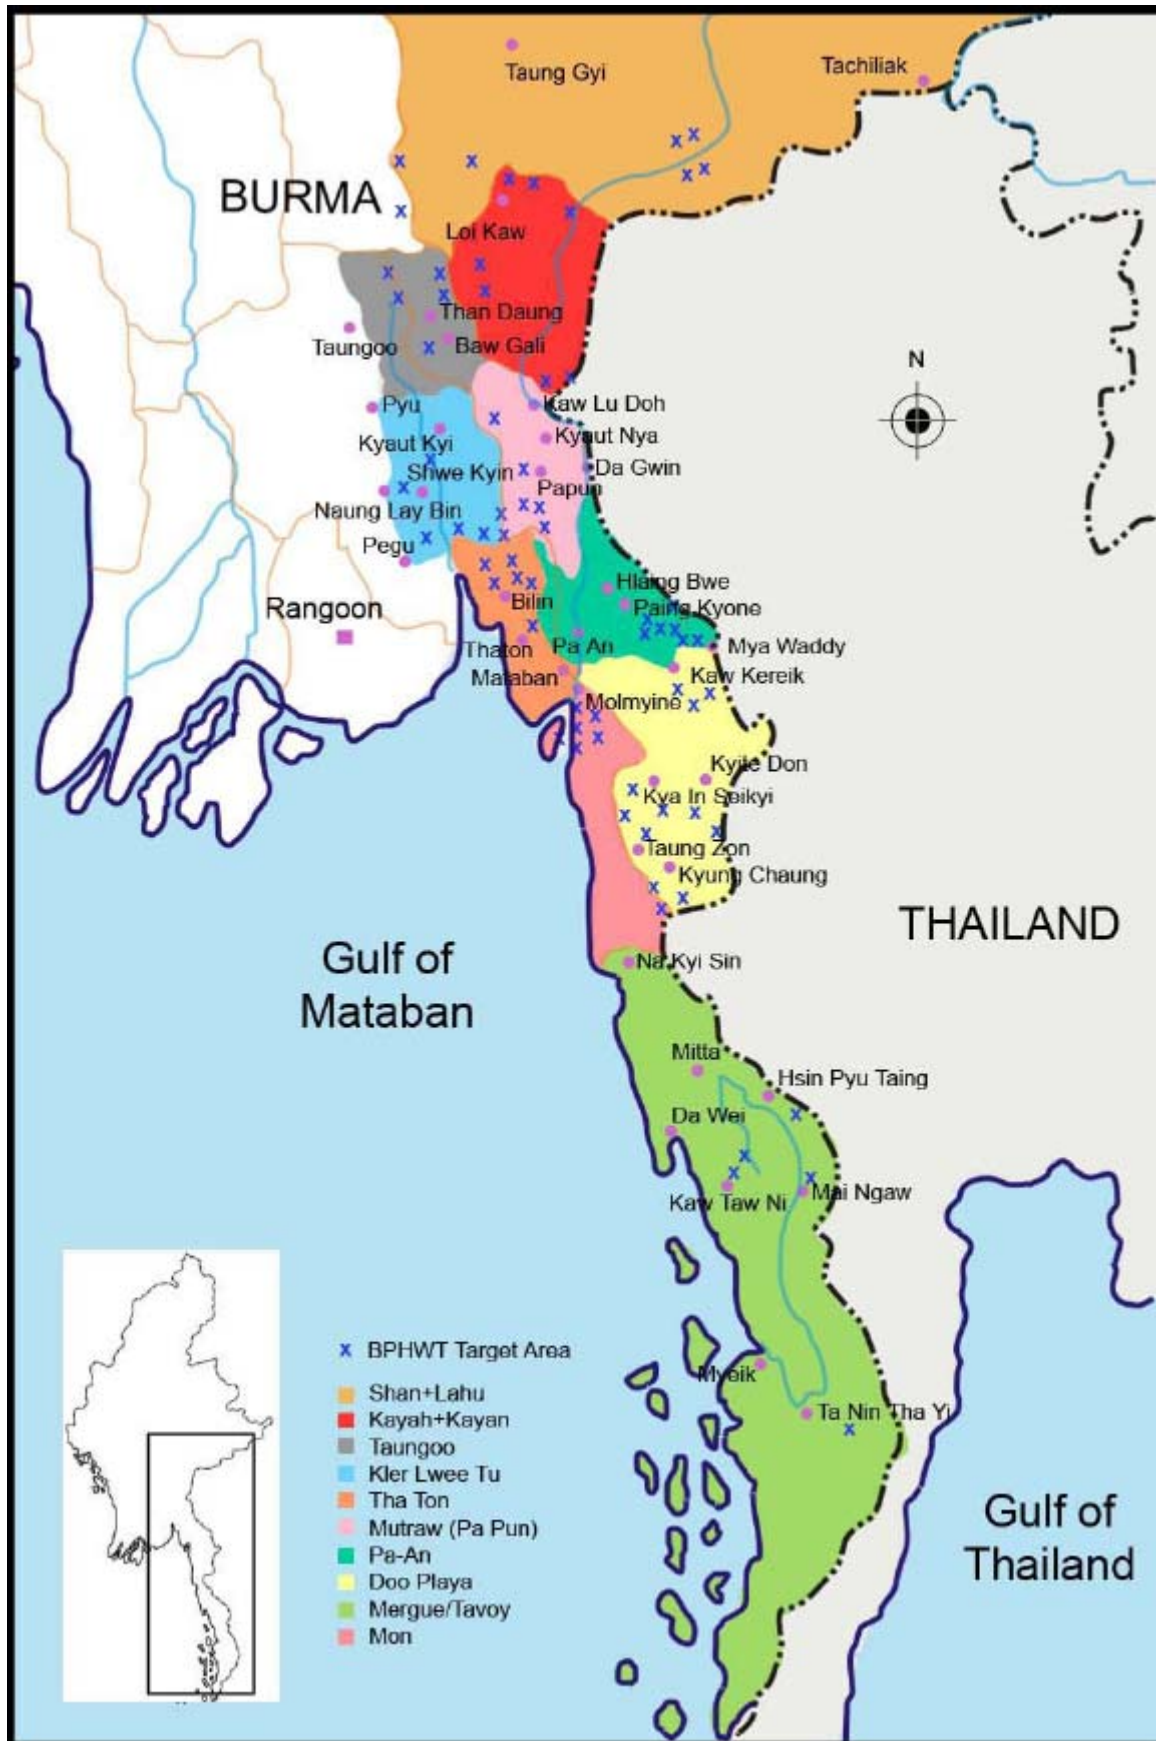 Taung Gyi
Tachiliak
BURMA
Loi Kaw
Than Daung
Taungoo
Baw Gali
Pyu
Kaw Lu Doh
Kyaut Kyi
Kyaut Nya
Shwe Kyin
Da Gwin
Papun
Naung Lay Bin
Pegu
Hlaing Bwe
Rangoon
Bilin
Paing Kyone
Thaton
Pa An
Mya Waddy
Mataban
Kaw Kereik
Molmyine
Kyite Don
Kya In Seikyi
Taung Zon
Kyung Chaung
N
THAILAND
Gulf of
Mataban
Na Kyi Sin
Mitta
Hsin Pyu Taing
Da Wei
Kaw Taw Ni
Mai Ngaw
Myeik
Ta Nin Tha Yi
x BPHWT Target Area
Shan+Lahu
Kayah+Kayan
Taungoo
Kler Lwee Tu
Tha Ton
Mutraw (Pa Pun)
Pa-An
Doo Playa
Mergue/Tavoy
Mon
Gulf of
Thailand